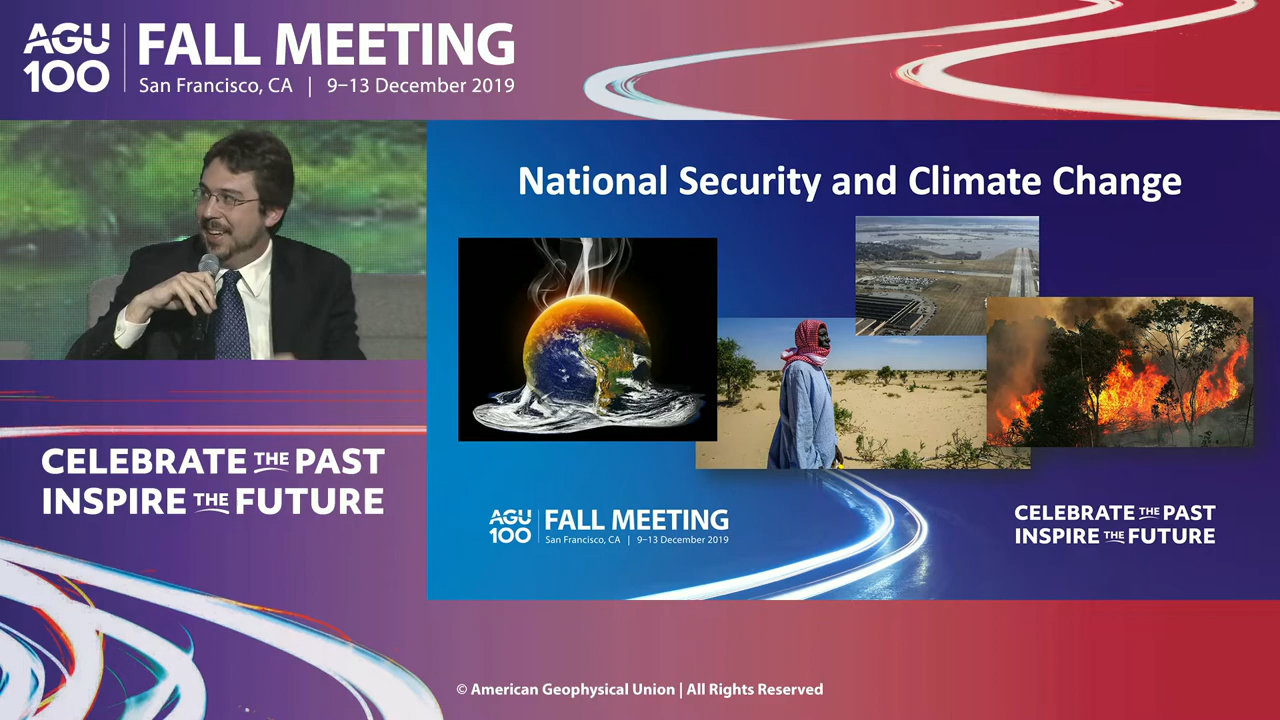 AGU
100
FALL MEETING
San Francisco, CA | 9–13 December 2019
National Security and Climate Change
CELEBRATE THE PAST
INSPIRE THE FUTURE
AGU
100
FALL MEETING
San Francisco, CA | 9–13 December 2019
CELEBRATE THE PAST
INSPIRE THE FUTURE
© American Geophysical Union | All Rights Reserved